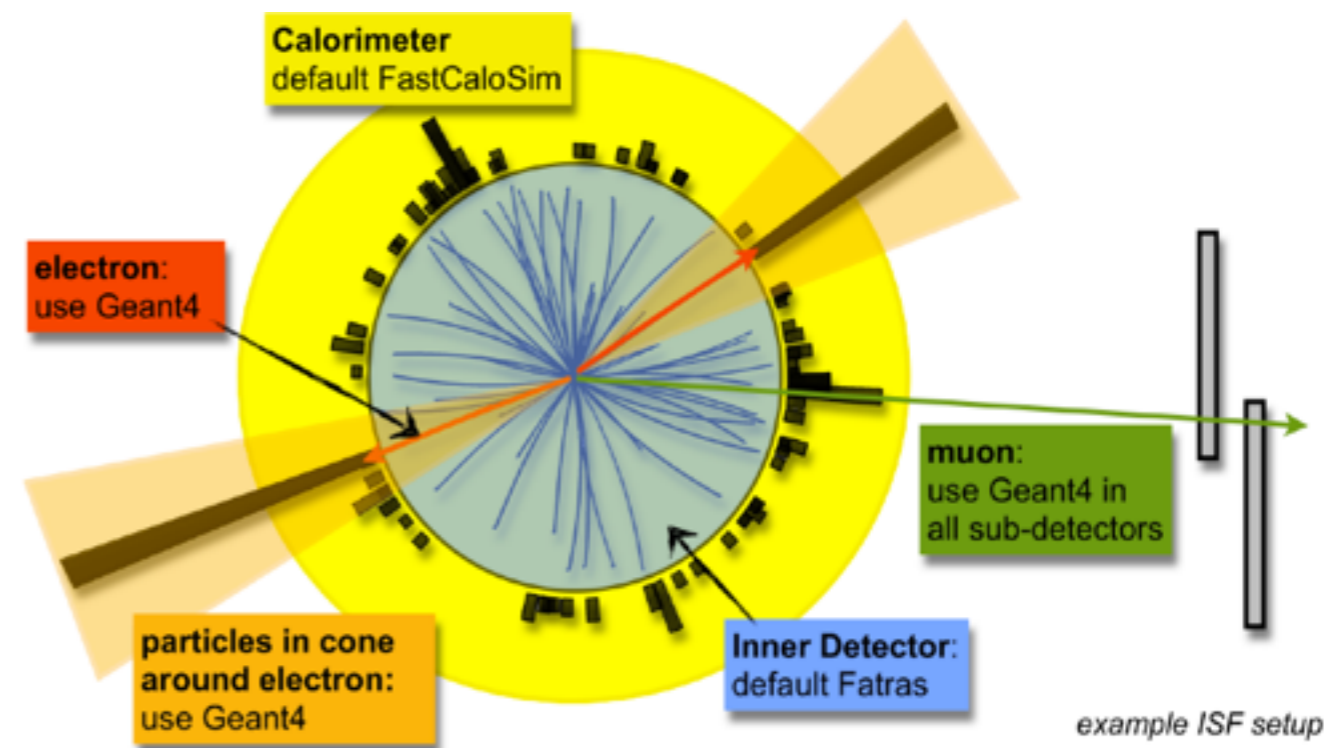 Calorimeter
default FastCaloSim
electron:
use Geant4
muon:
use Geant4 in
all sub-detectors
particles in cone
around electron:
use Geant4
Inner Detector:
default Fatras
example ISF setup